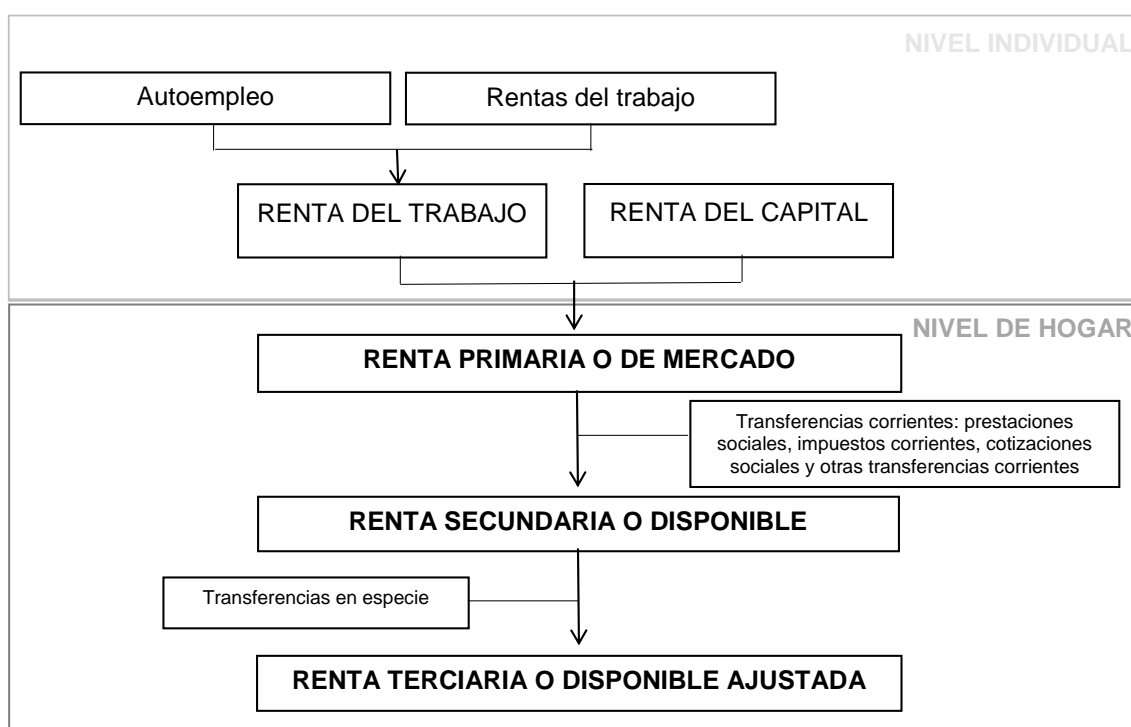 NIVEL INDIVIDUAL
Autoempleo
Rentas del trabajo
RENTA DEL TRABAJO
RENTA DEL CAPITAL
NIVEL DE HOGAR
RENTA PRIMARIA O DE MERCADO
Transferencias corrientes: prestaciones
sociales, impuestos corrientes, cotizaciones
sociales y otras transferencias corrientes
RENTA SECUNDARIA O DISPONIBLE
Transferencias en especie
RENTA TERCIARIA O DISPONIBLE AJUSTADA